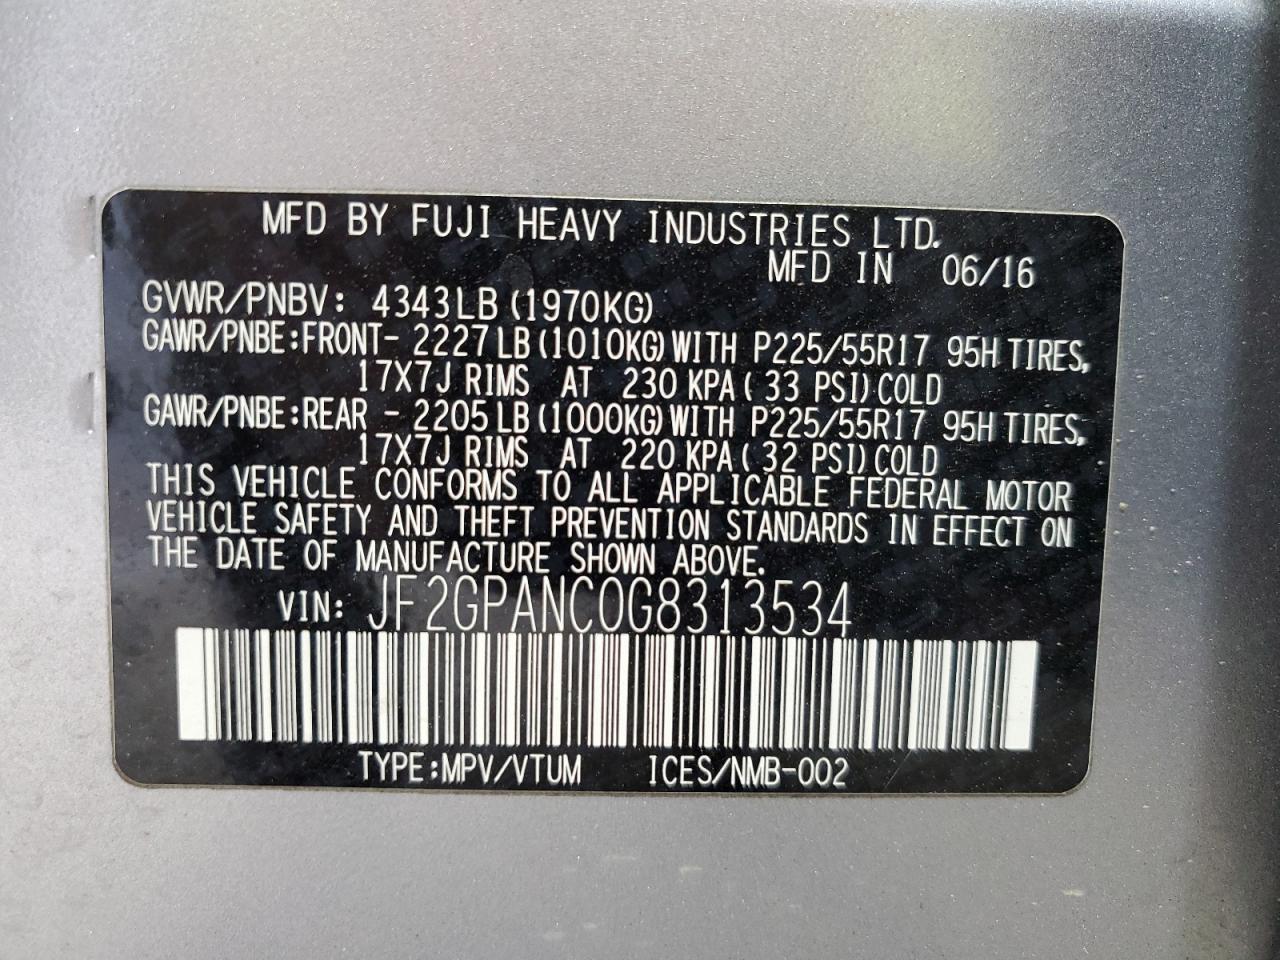 MFD BY FUJI HEAVY INDUSTRIES LTD.
MFD IN 06/16
GVWR/PNBV: 4343LB (1970KG)
GAWR/PNBE:FRONT- 2227LB(1010KG)WITH P225/55R17 95H TIRES,
17X7J RIMS AT 230 KPA( 33 PSI)COLD
GAWR/PNBE:REAR - 2205LB(1000KG)WITH P225/55R17 95H TIRES,
17X7J RIMS AT 220 KPA( 32 PSI)COLD
THIS VEHICLE CONFORMS TO ALL APPLICABLE FEDERAL MOTOR
VEHICLE SAFETY AND THEFT PREVENTION STANDARDS IN EFFECT ON
THE DATE OF MANUFACTURE SHOWN ABOVE.
VIN: JF2GPANC0G8313534
TYPE:MPV/VTUM ICES/NMB-002